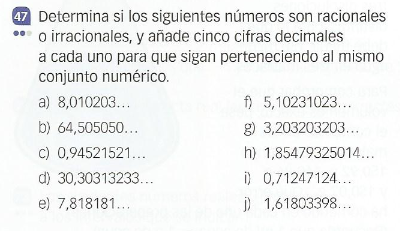 47 Determina si los siguientes números son racionales
o irracionales, y añade cinco cifras decimales
a cada uno para que sigan perteneciendo al mismo
conjunto numérico.
a) 8,010203…
f) 5,10231023…
b) 64,505050…
g) 3,203203203…
c) 0,94521521…
h) 1,85479325014…
d) 30,30313233…
i) 0,71247124…
e) 7,818181…
j) 1,61803398…